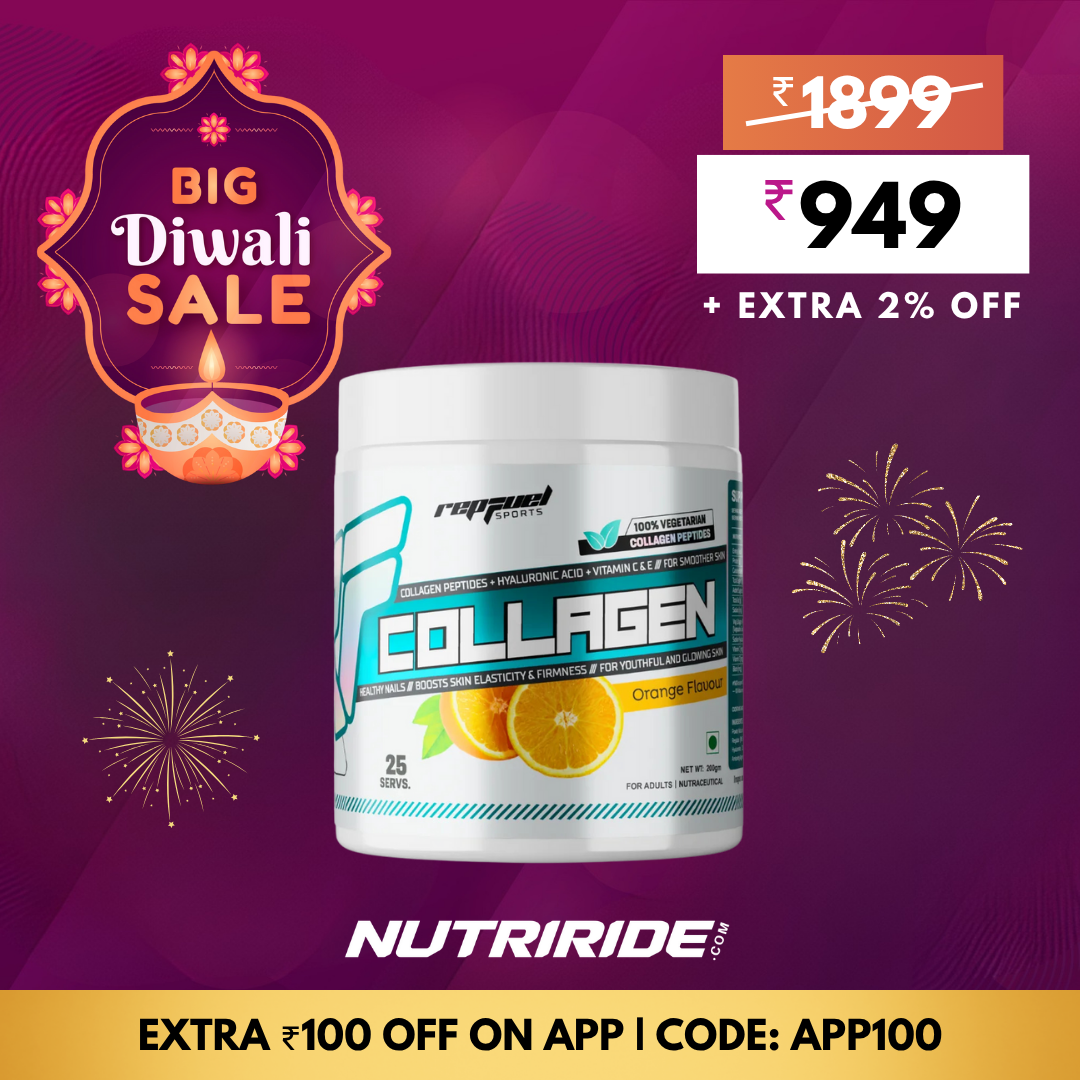 BIG
Diwali
SALE
₹1899
₹949
+ EXTRA 2% OFF
repfuel
SPORTS
100% VEGETARIAN
COLLAGEN PEPTIDES
COLLAGEN PEPTIDES + HYALURONIC ACID + VITAMIN C & E /// FOR SMOOTHER SKIN
COLLAGEN
HEALTHY NAILS // BOOSTS SKIN ELASTICITY & FIRMNESS /// FOR YOUTHFUL AND GLOWING SKIN
Orange Flavour
25
SERVS.
NET WT: 200gm
FOR ADULTS | NUTRACEUTICAL
NUTRIRIDE.COM
EXTRA ₹100 OFF ON APP | CODE: APP100